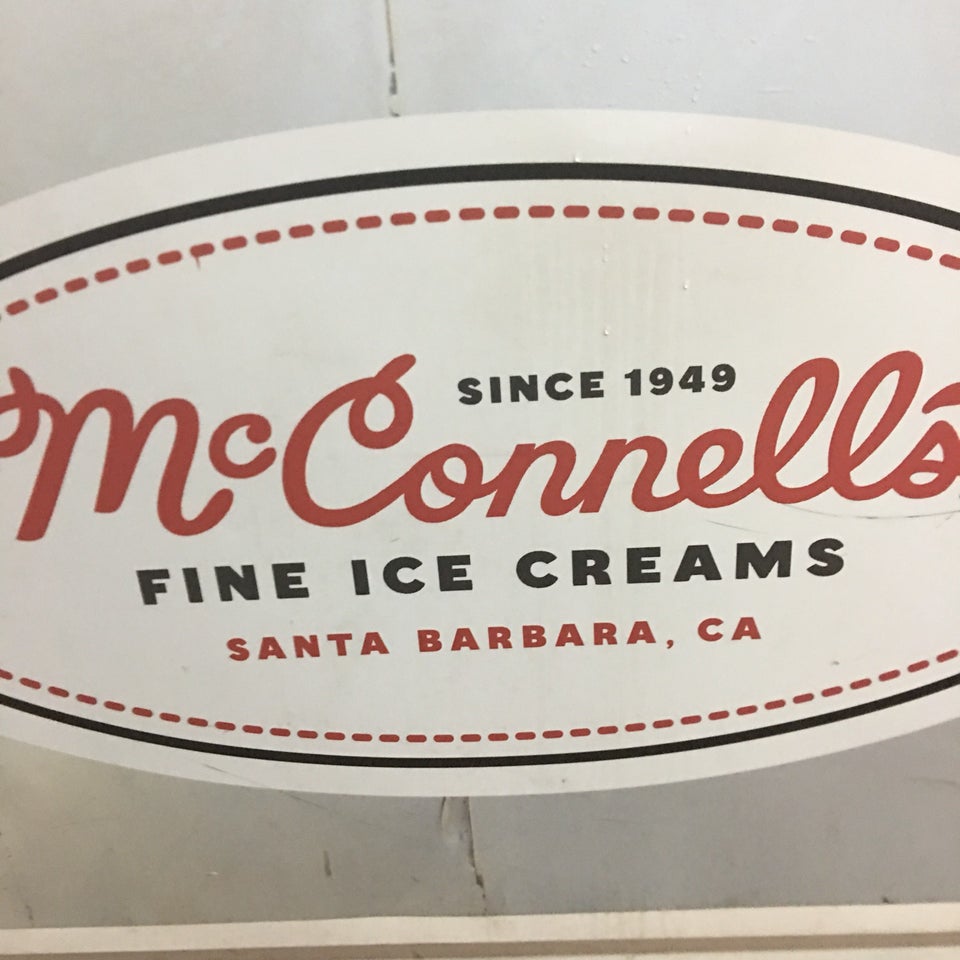 SINCE 1949
McConnell's
FINE ICE CREAMS
SANTA BARBARA, CA